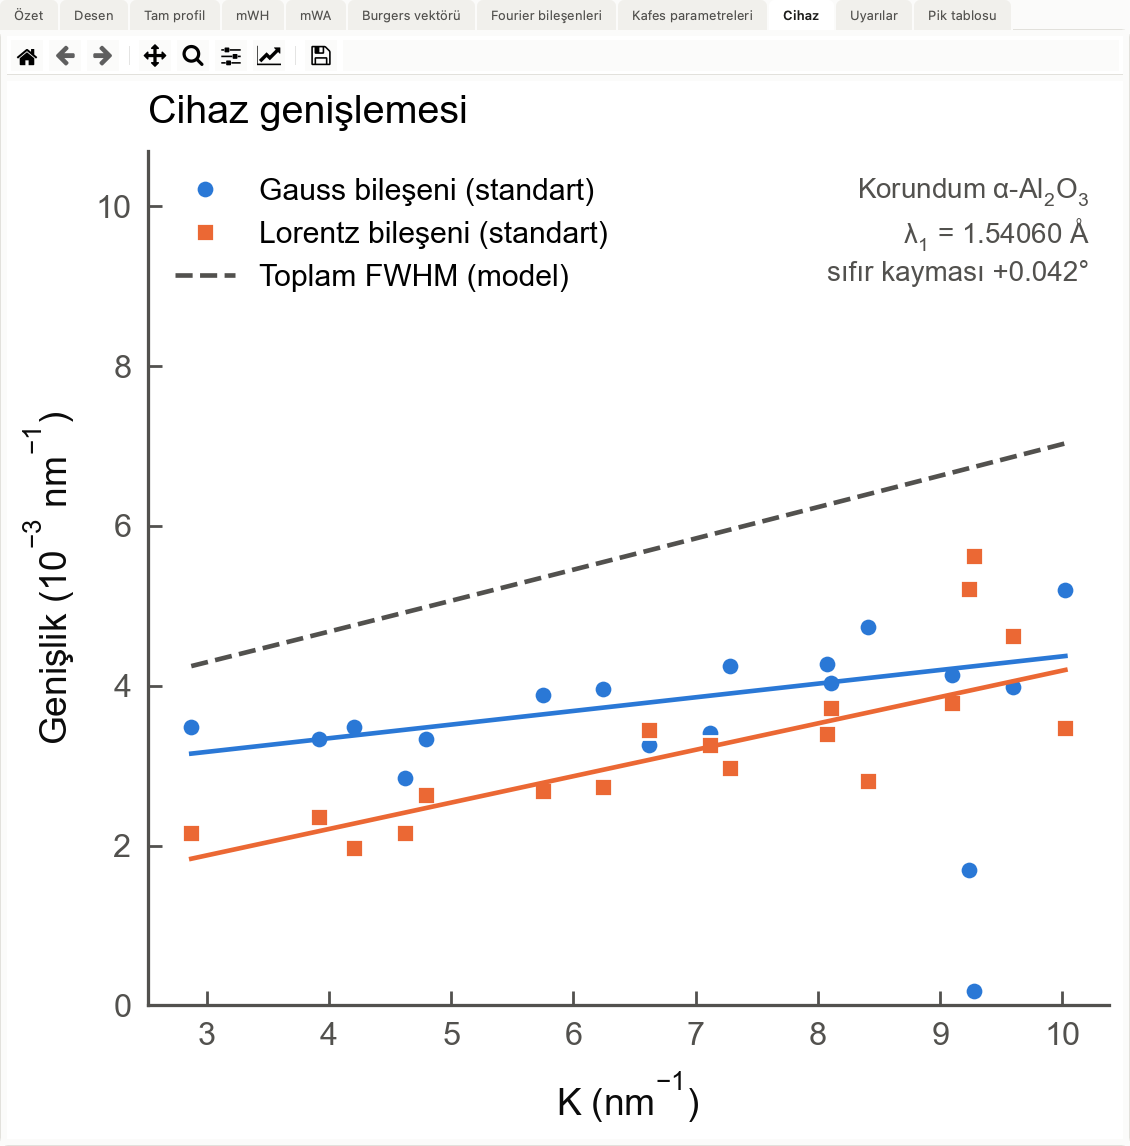 Özet Desen Tam profil mWH mWA Burgers vektörü Fourier bileşenleri Kafes parametreleri Cihaz Uyarılar Pik tablosu
Cihaz genişlemesi
Gauss bileşeni (standart)
Lorentz bileşeni (standart)
Toplam FWHM (model)
Korundum α-Al₂O₃
λ₁ = 1.54060 Å
sıfır kayması +0.042°
Genişlik (10⁻³ nm⁻¹)
10
8
6
4
2
0
3 4 5 6 7 8 9 10
K (nm⁻¹)